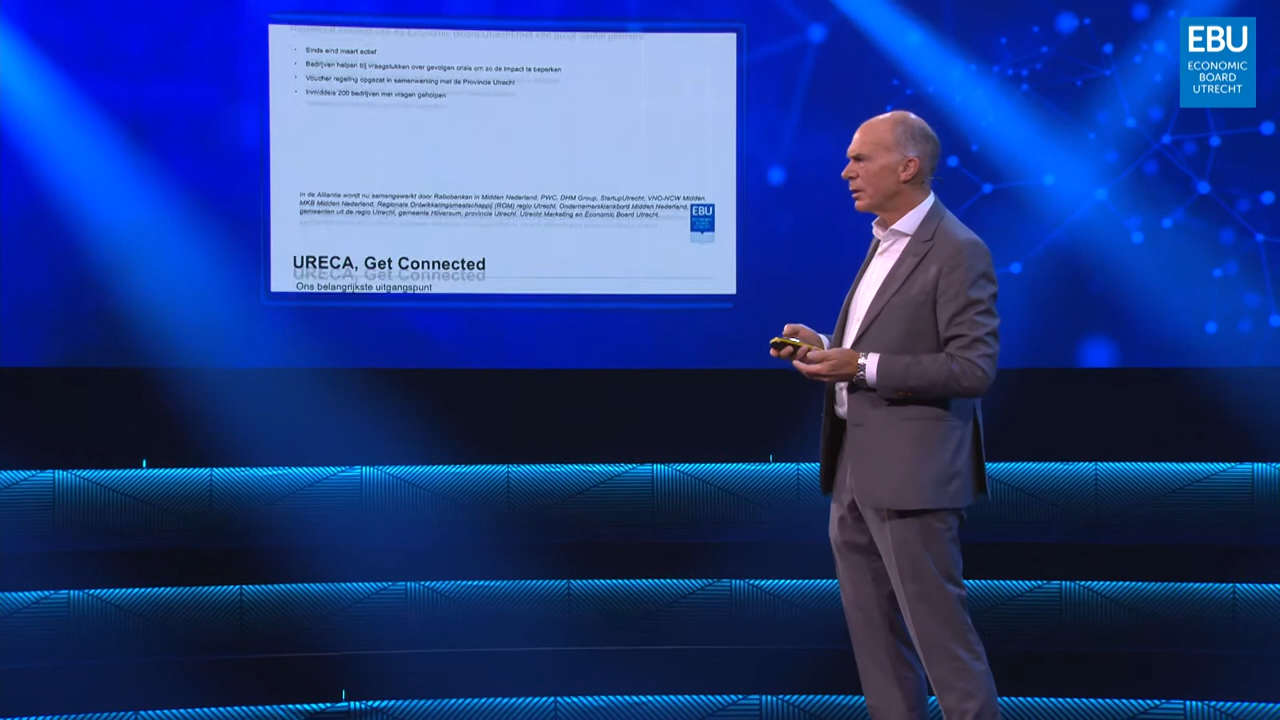 Sinds eind maart actief
Bedrijven helpen bij vraagstukken over gevolgen crisis om zo de impact te beperken
Voucher regeling opgezet in samenwerking met de Provincie Utrecht
Inmiddels 200 bedrijven met vragen geholpen
In de Alliantie wordt nu samengewerkt door Rabobanken in Midden Nederland, PWC, DHM Group, StartupUtrecht, VNO-NCW Midden,
MKB Midden Nederland, Regionale Ontwikkelingsmaatschappij (ROM) regio Utrecht, Ondernemersklankbord Midden Nederland,
gemeenten uit de regio Utrecht, gemeente Hilversum, provincie Utrecht, Utrecht Marketing en Economic Board Utrecht.
EBU
ECONOMIC
BOARD
UTRECHT
URECA, Get Connected
Ons belangrijkste uitgangspunt
EBU
ECONOMIC
BOARD
UTRECHT